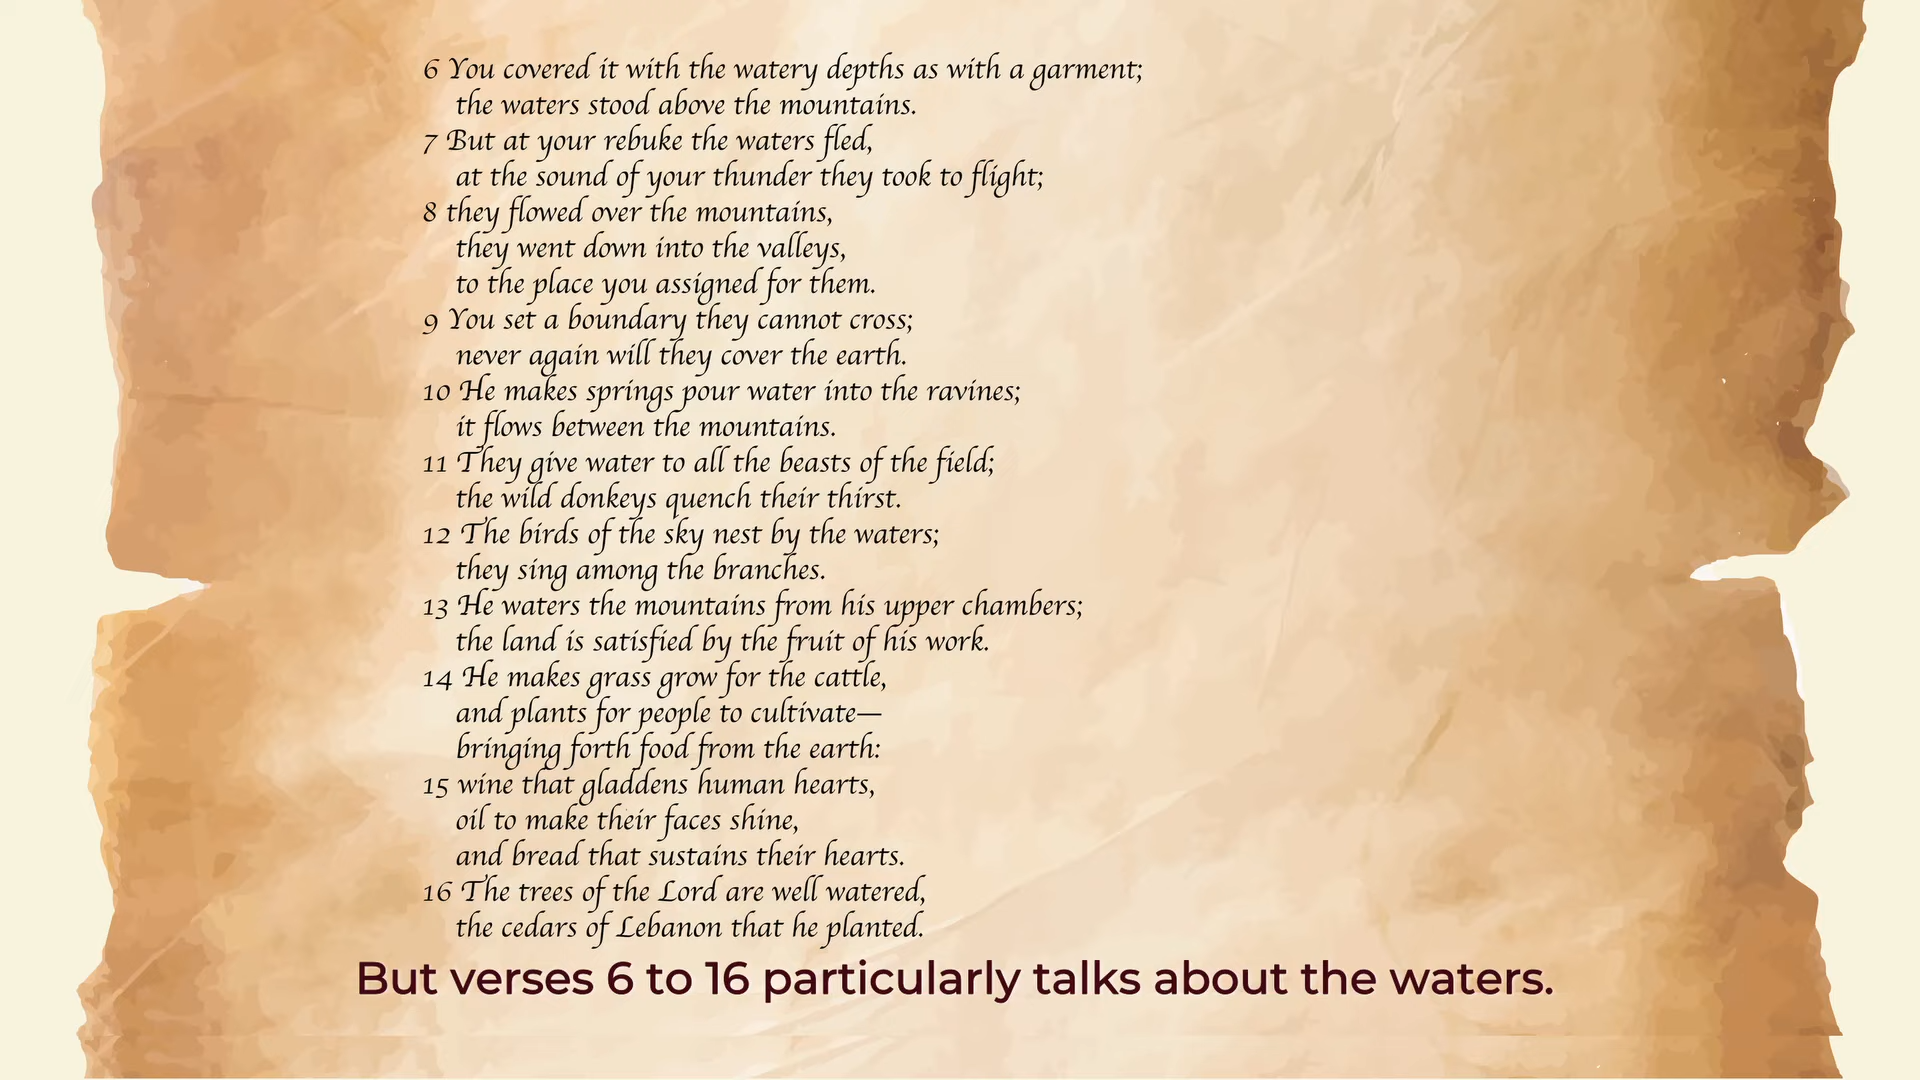 6 You covered it with the watery depths as with a garment;
the waters stood above the mountains.
7 But at your rebuke the waters fled,
at the sound of your thunder they took to flight;
8 they flowed over the mountains,
they went down into the valleys,
to the place you assigned for them.
9 You set a boundary they cannot cross;
never again will they cover the earth.
10 He makes springs pour water into the ravines;
it flows between the mountains.
11 They give water to all the beasts of the field;
the wild donkeys quench their thirst.
12 The birds of the sky nest by the waters;
they sing among the branches.
13 He waters the mountains from his upper chambers;
the land is satisfied by the fruit of his work.
14 He makes grass grow for the cattle,
and plants for people to cultivate—
bringing forth food from the earth:
15 wine that gladdens human hearts,
oil to make their faces shine,
and bread that sustains their hearts.
16 The trees of the Lord are well watered,
the cedars of Lebanon that he planted.
But verses 6 to 16 particularly talks about the waters.